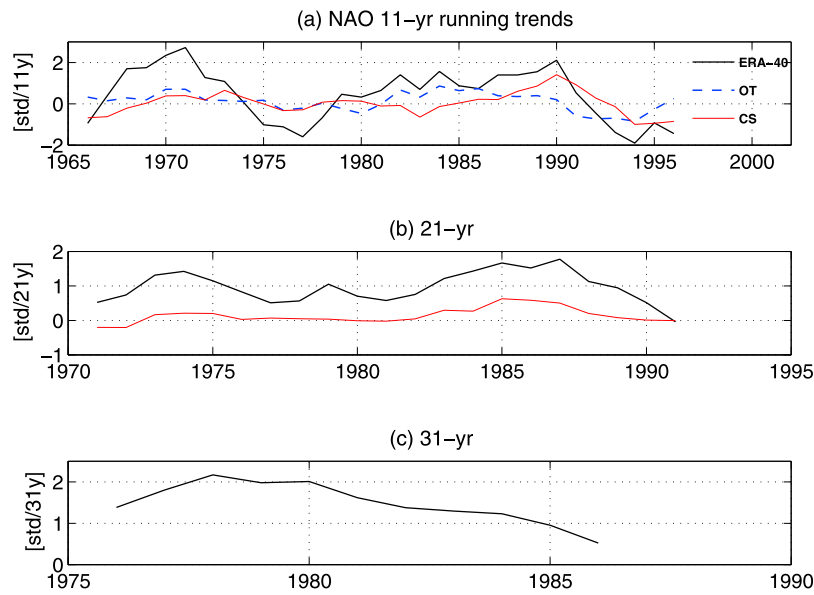 (a) NAO 11−yr running trends
[std/11y]
2
0
−2
ERA−40
OT
CS
1965 1970 1975 1980 1985 1990 1995 2000
(b) 21−yr
[std/21y]
2
1
0
−1
1970 1975 1980 1985 1990 1995
(c) 31−yr
[std/31y]
2
1
0
1975 1980 1985 1990